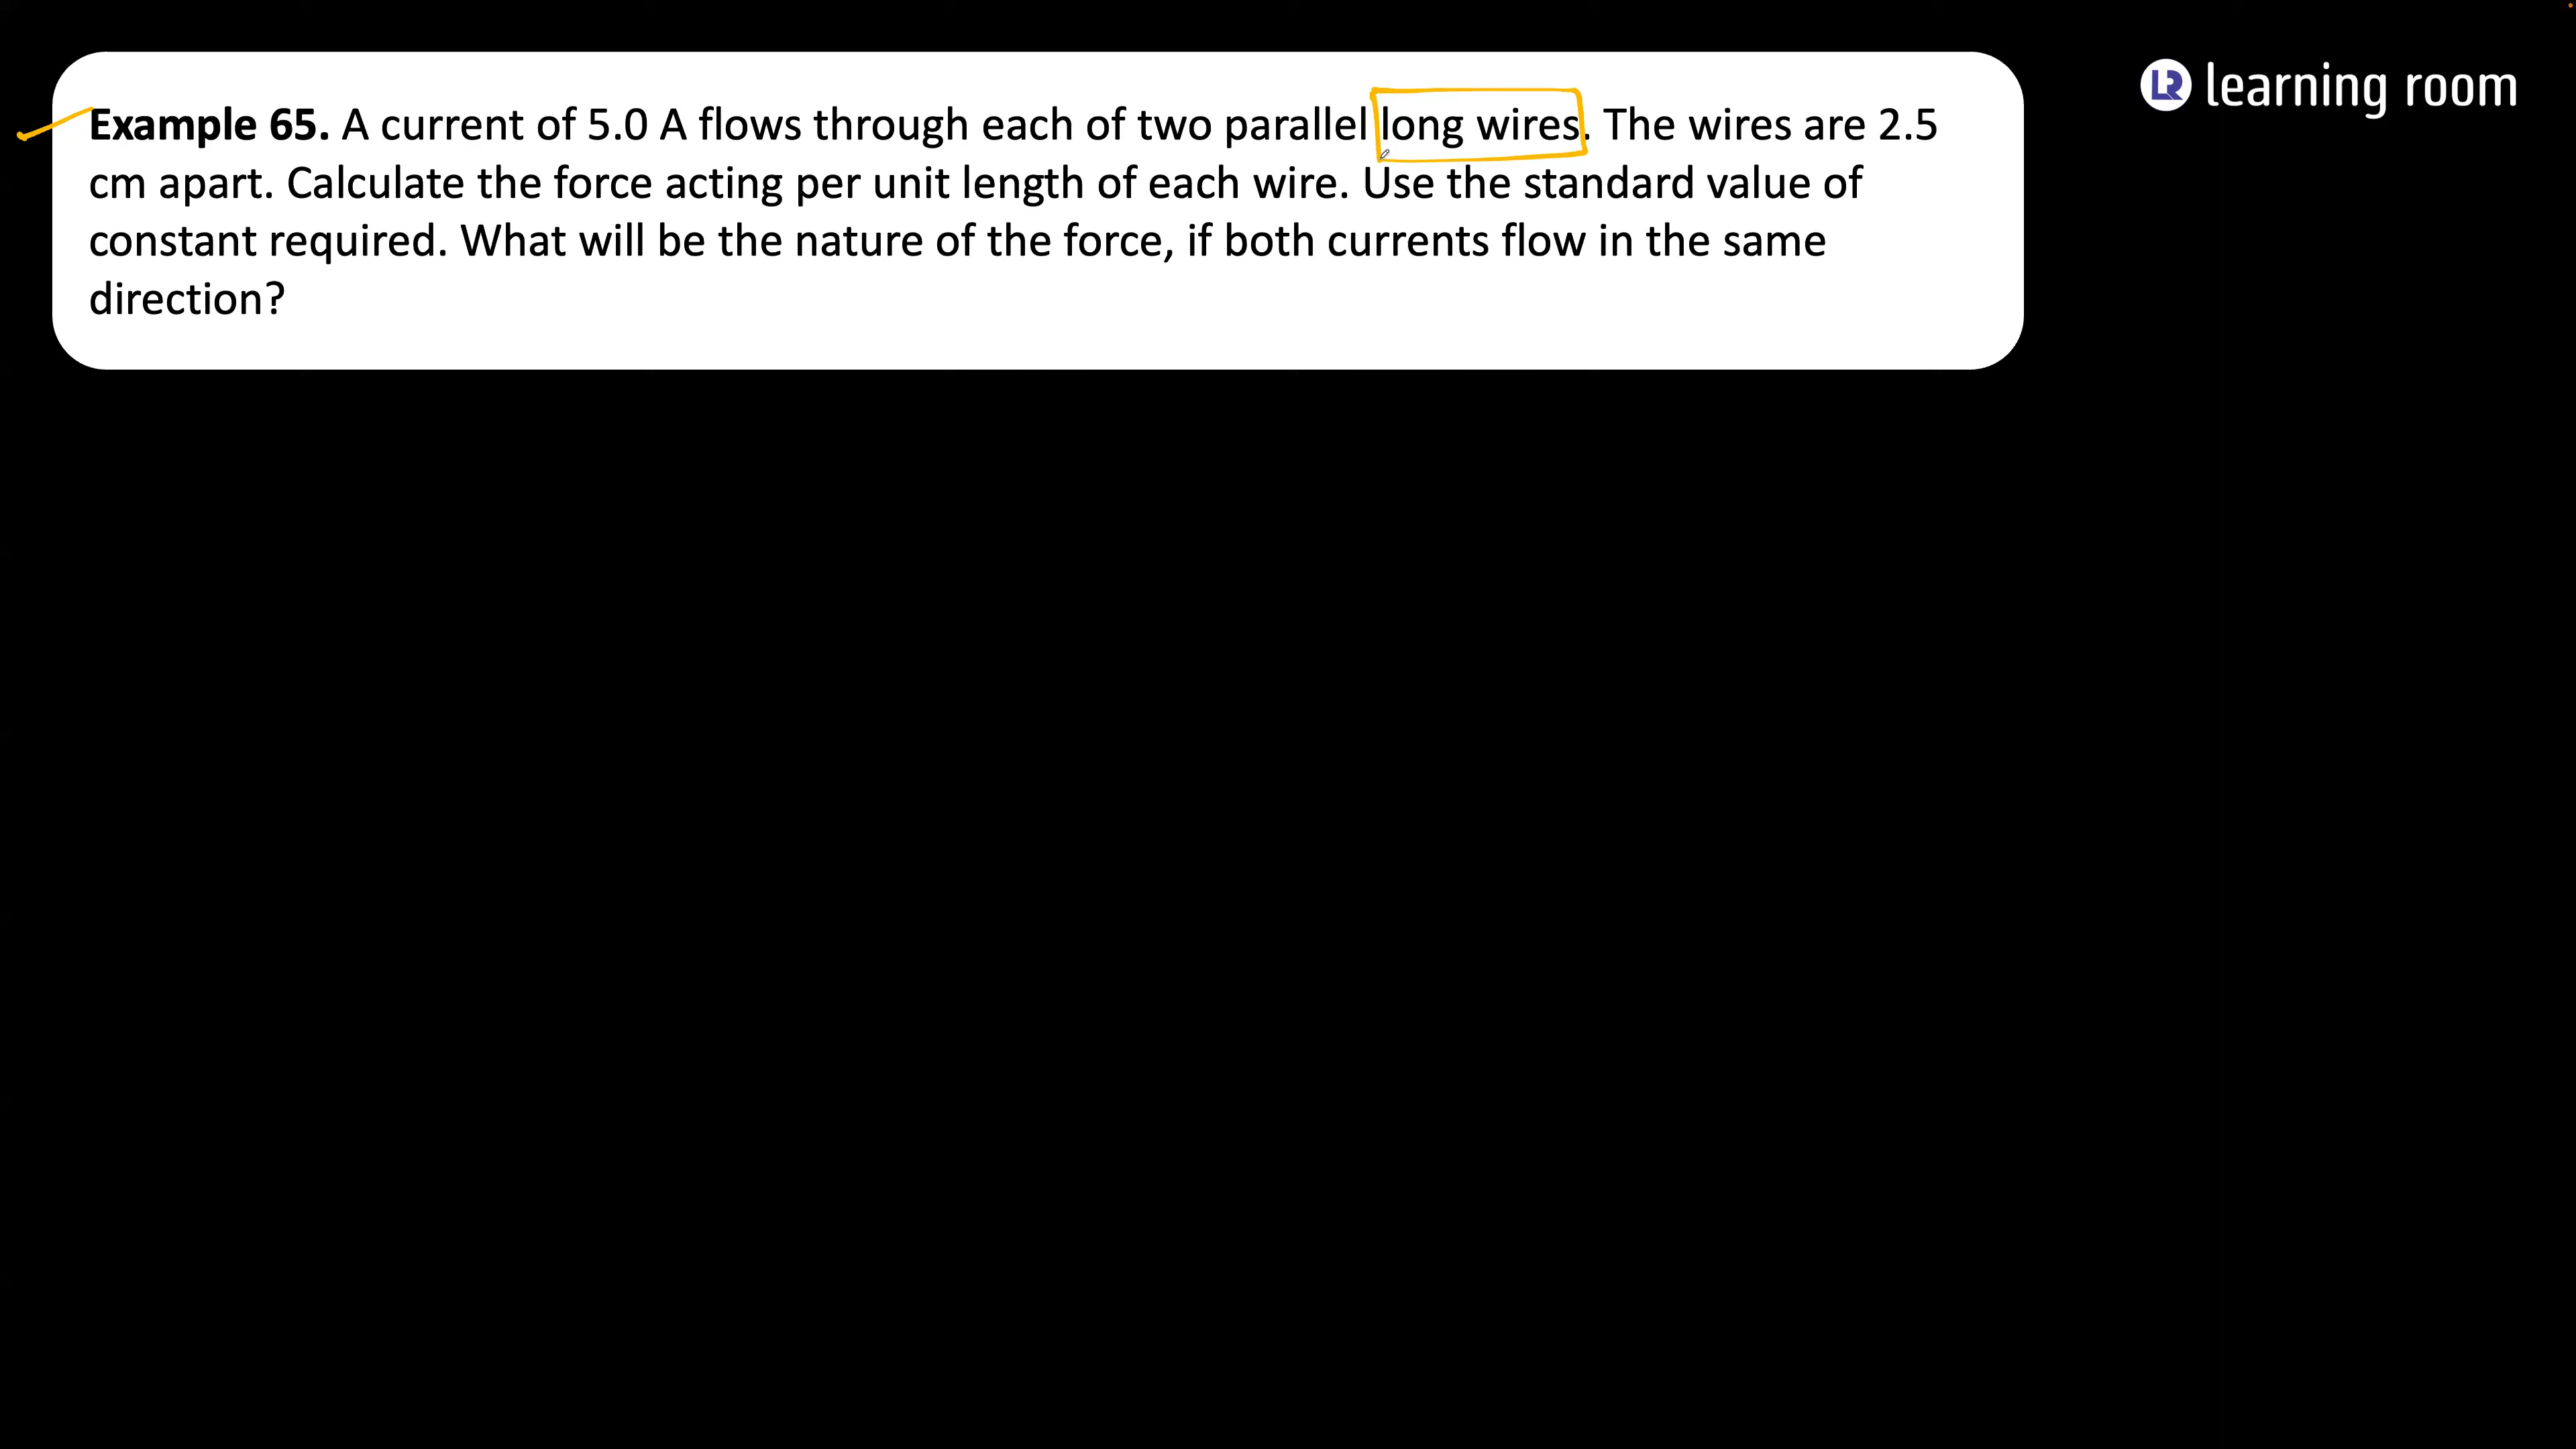 learning room
Example 65. A current of 5.0 A flows through each of two parallel long wires. The wires are 2.5
cm apart. Calculate the force acting per unit length of each wire. Use the standard value of
constant required. What will be the nature of the force, if both currents flow in the same
direction?